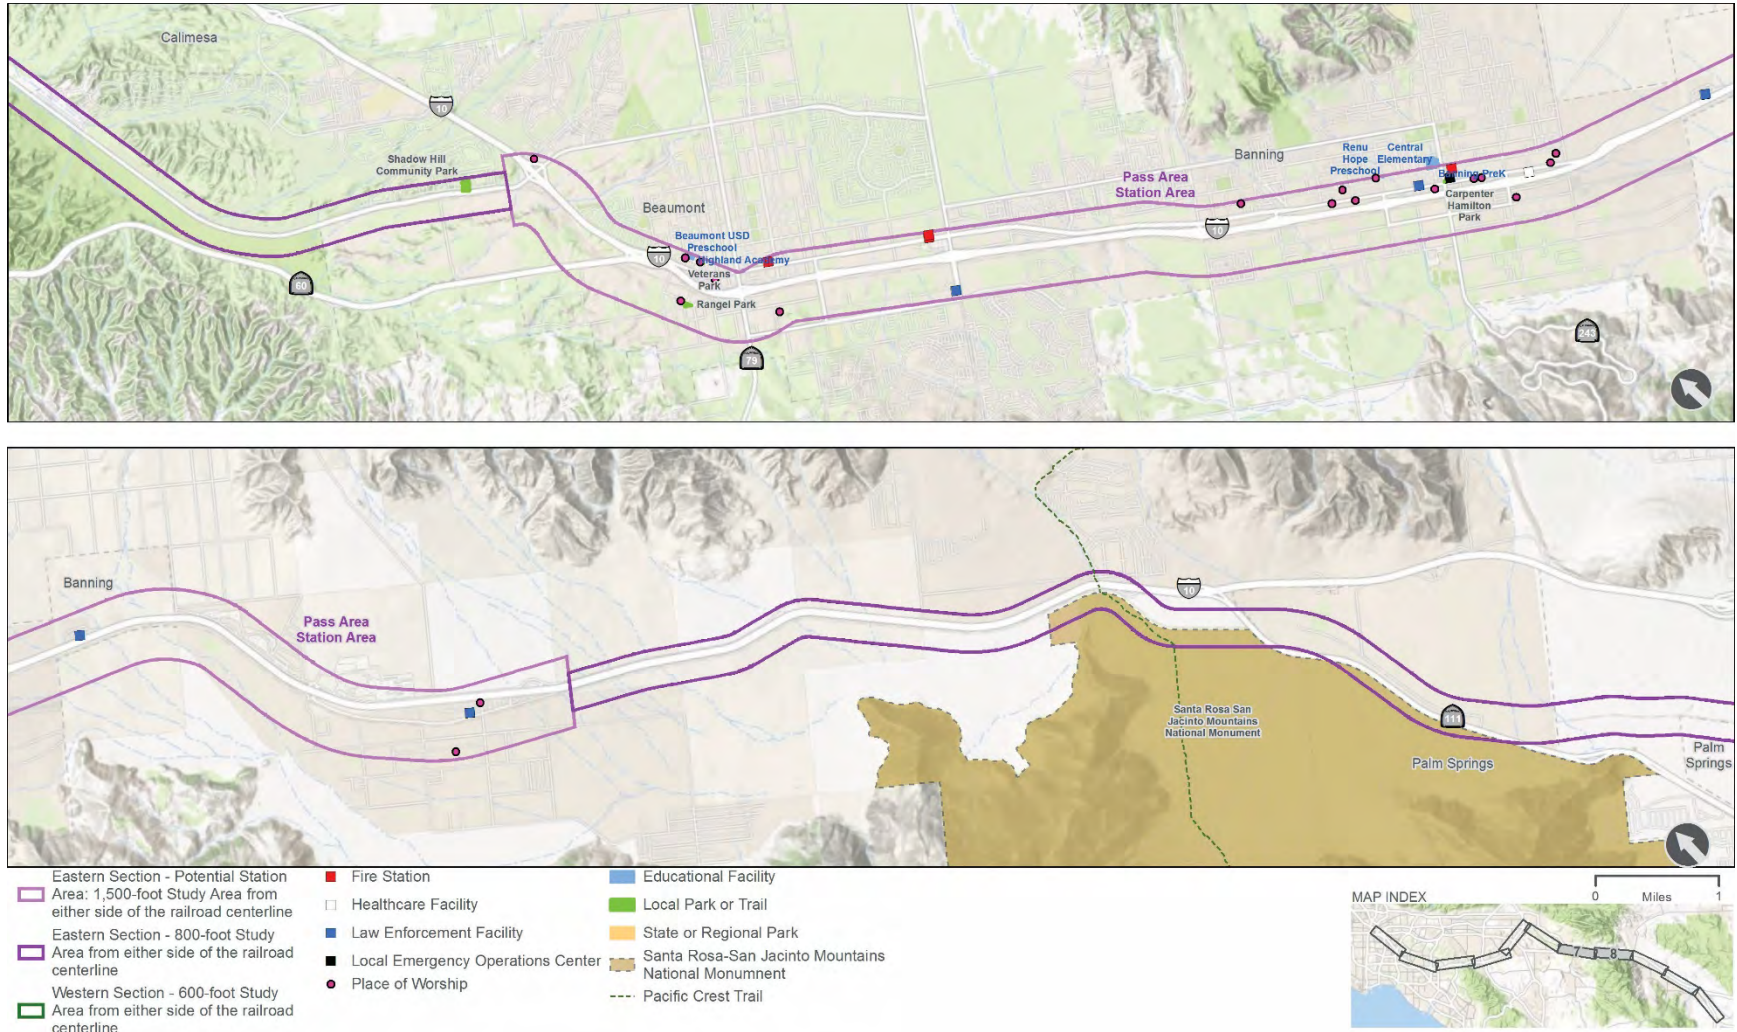 Calimesa
10
Shadow Hill
Community Park
60
Beaumont
Beaumont USD
Preschool
Highland Academy
10
Veterans
Park
Rangel Park
79
Pass Area
Station Area
Banning
10
Renu
Hope
Preschool
Central
Elementary
Banning PreK
Carpenter
Hamilton
Park
243
Banning
Pass Area
Station Area
10
Santa Rosa San
Jacinto Mountains
National Monument
111
Palm Springs
Palm
Springs
Eastern Section - Potential Station
Area: 1,500-foot Study Area from
either side of the railroad centerline
Eastern Section - 800-foot Study
Area from either side of the railroad
centerline
Western Section - 600-foot Study
Area from either side of the railroad
centerline
Fire Station
Healthcare Facility
Law Enforcement Facility
Local Emergency Operations Center
Place of Worship
Educational Facility
Local Park or Trail
State or Regional Park
Santa Rosa-San Jacinto Mountains
National Monumnent
Pacific Crest Trail
0 Miles 1
MAP INDEX
7
8